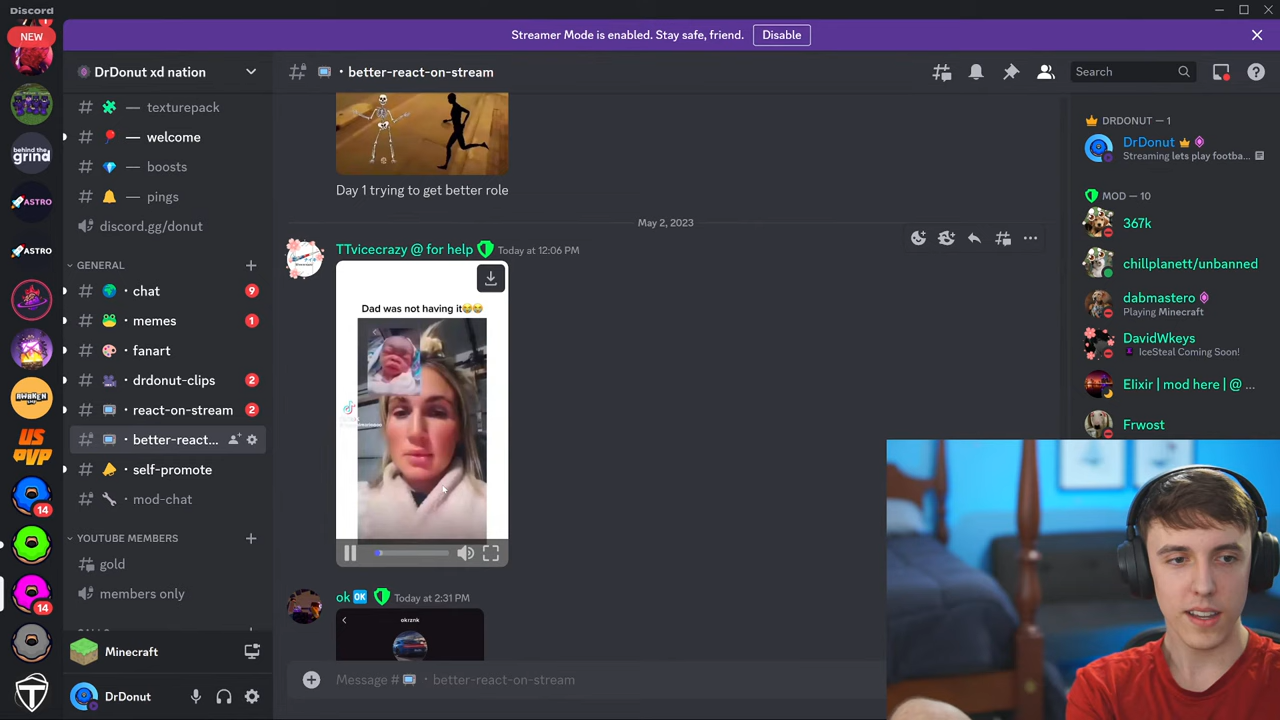 Discord
Streamer Mode is enabled. Stay safe, friend.
Disable
NEW
behind the grind
ASTRO
ASTRO
AWAKEN
US PVP
14
14
DrDonut xd nation
texturepack
— welcome
— boosts
— pings
discord.gg/donut
GENERAL
chat
9
memes
1
fanart
drdonut-clips
2
react-on-stream
2
better-react...
self-promote
mod-chat
YOUTUBE MEMBERS
gold
members only
Minecraft
DrDonut
better-react-on-stream
Search
Day 1 trying to get better role
May 2, 2023
TTvicecrazy @ for help Today at 12:06 PM
Dad was not having it😂😂
ok 🆗 Today at 2:31 PM
okrznk
Message # 📺・better-react-on-stream
DRDONUT — 1
DrDonut
Streaming lets play footba...
MOD — 10
367k
chillplanett/unbanned
dabmastero
Playing Minecraft
DavidWkeys
IceSteal Coming Soon!
Elixir | mod here | @ ...
Frwost